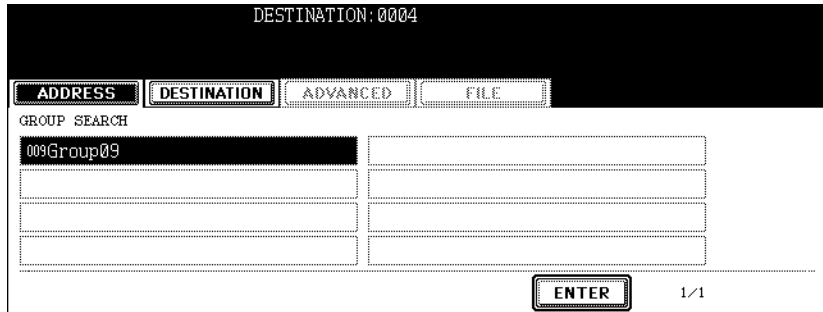 DESTINATION:0004
ADDRESS DESTINATION ADVANCED FILE
GROUP SEARCH
009Group09
ENTER 1/1